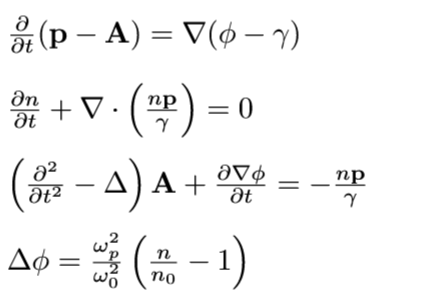 ∂/∂t (𝐩 − 𝐀) = ∇(ϕ − γ)
∂n/∂t + ∇ · (n𝐩/γ) = 0
(∂²/∂t² − Δ) 𝐀 + ∂∇ϕ/∂t = −n𝐩/γ
Δϕ = ω_p²/ω_0² (n/n_0 − 1)